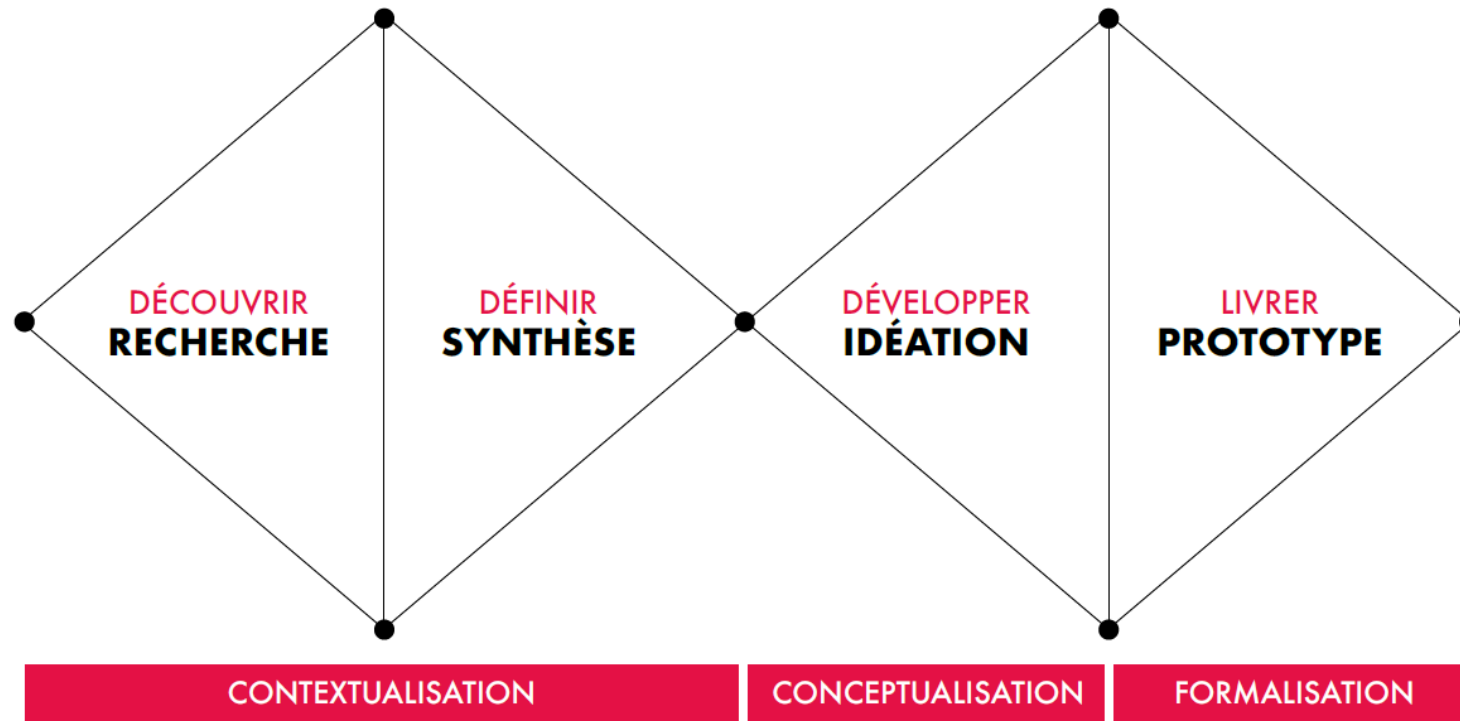 DÉCOUVRIR
RECHERCHE
DÉFINIR
SYNTHÈSE
DÉVELOPPER
IDÉATION
LIVRER
PROTOTYPE
CONTEXTUALISATION
CONCEPTUALISATION
FORMALISATION